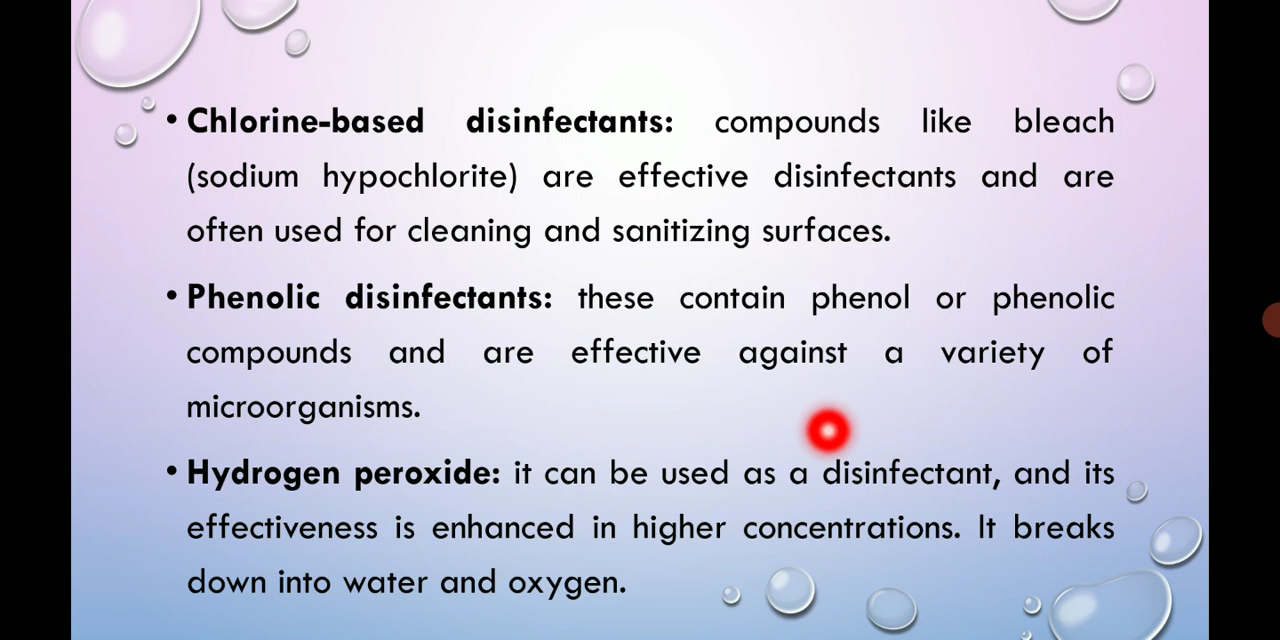 • Chlorine-based disinfectants: compounds like bleach
(sodium hypochlorite) are effective disinfectants and are
often used for cleaning and sanitizing surfaces.
• Phenolic disinfectants: these contain phenol or phenolic
compounds and are effective against a variety of
microorganisms.
• Hydrogen peroxide: it can be used as a disinfectant, and its
effectiveness is enhanced in higher concentrations. It breaks
down into water and oxygen.